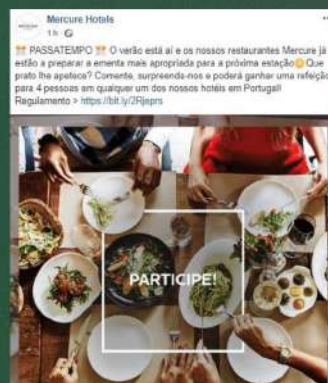 Mercure Hotels
1 h
PASSATEMPO O verão está aí e os nossos restaurantes Mercure já
estão a preparar a ementa mais apropriada para a próxima estação Que
prato lhe apetece? Comente, surpreenda-nos e poderá ganhar uma refeição
para 4 pessoas em qualquer um dos nossos hotéis em Portugal!
Regulamento > https://bit.ly/2Rjeprs
PARTICIPE!